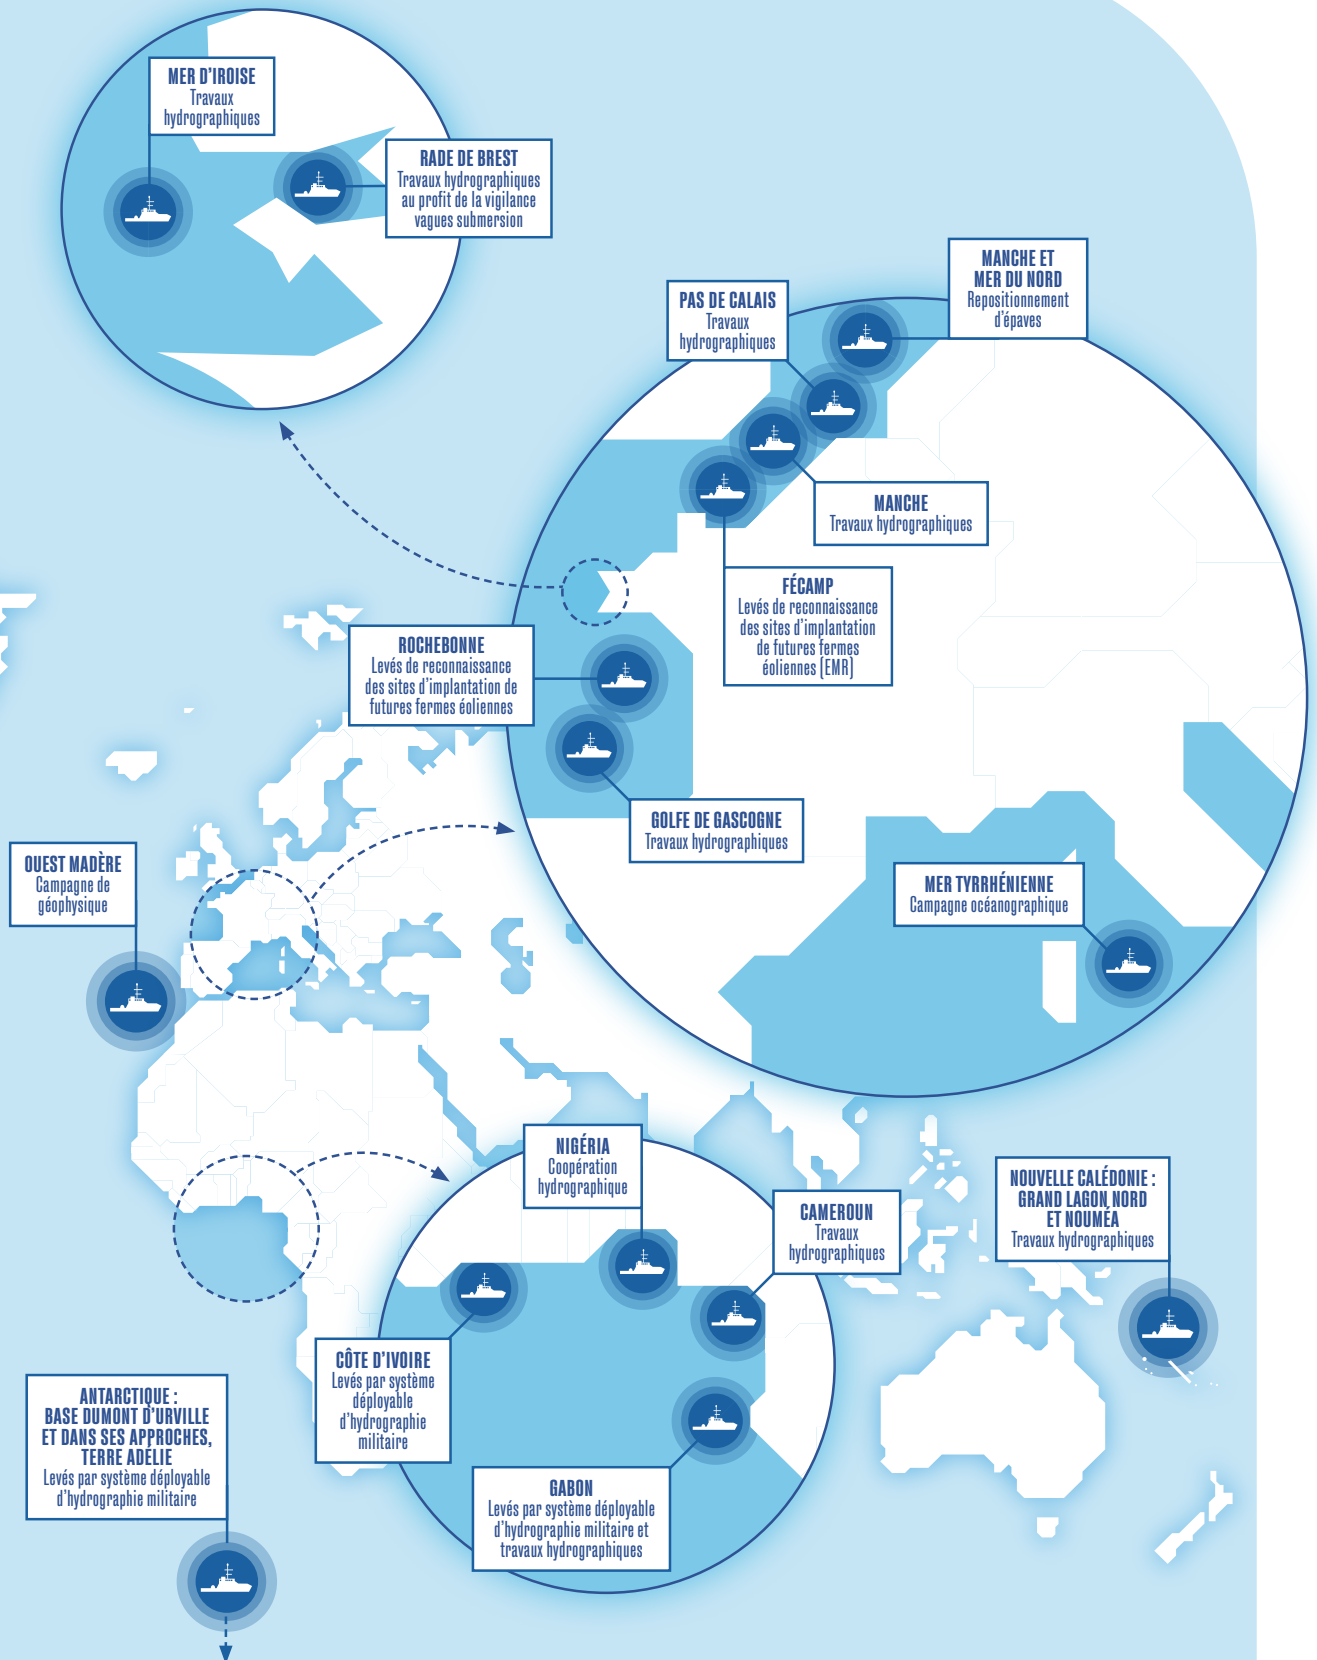 MER D'IROISE
Travaux
hydrographiques
RADE DE BREST
Travaux hydrographiques
au profit de la vigilance
vagues submersion
MANCHE ET
MER DU NORD
Repositionnement
d'épaves
PAS DE CALAIS
Travaux
hydrographiques
MANCHE
Travaux hydrographiques
FÉCAMP
Levés de reconnaissance
des sites d'implantation
de futures fermes
éoliennes (EMR)
ROCHEBONNE
Levés de reconnaissance
des sites d'implantation de
futures fermes éoliennes
GOLFE DE GASCOGNE
Travaux hydrographiques
OUEST MADÈRE
Campagne de
géophysique
MER TYRRHÉNIENNE
Campagne océanographique
NIGÉRIA
Coopération
hydrographique
CAMEROUN
Travaux
hydrographiques
NOUVELLE CALÉDONIE :
GRAND LAGON NORD
ET NOUMÉA
Travaux hydrographiques
CÔTE D'IVOIRE
Levés par système
déployable
d'hydrographie
militaire
ANTARCTIQUE :
BASE DUMONT D'URVILLE
ET DANS SES APPROCHES,
TERRE ADÉLIE
Levés par système déployable
d'hydrographie militaire
GABON
Levés par système déployable
d'hydrographie militaire et
travaux hydrographiques